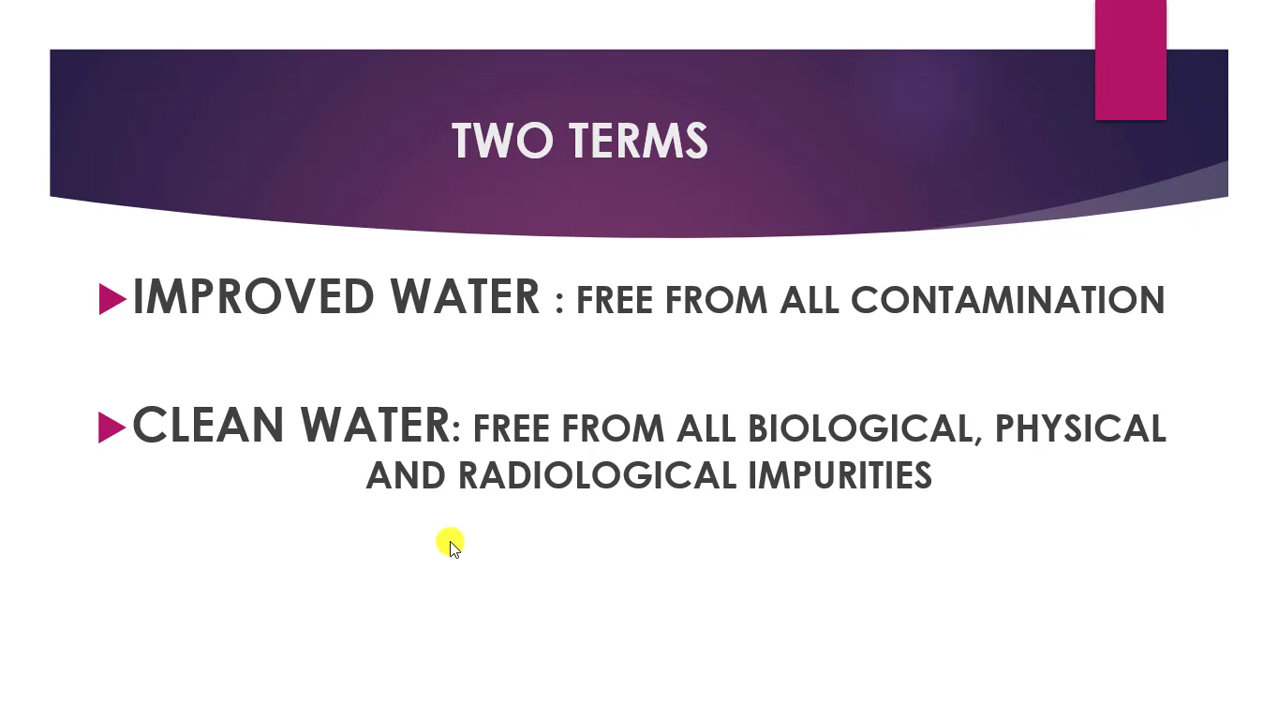 TWO TERMS
IMPROVED WATER : FREE FROM ALL CONTAMINATION
CLEAN WATER: FREE FROM ALL BIOLOGICAL, PHYSICAL
AND RADIOLOGICAL IMPURITIES